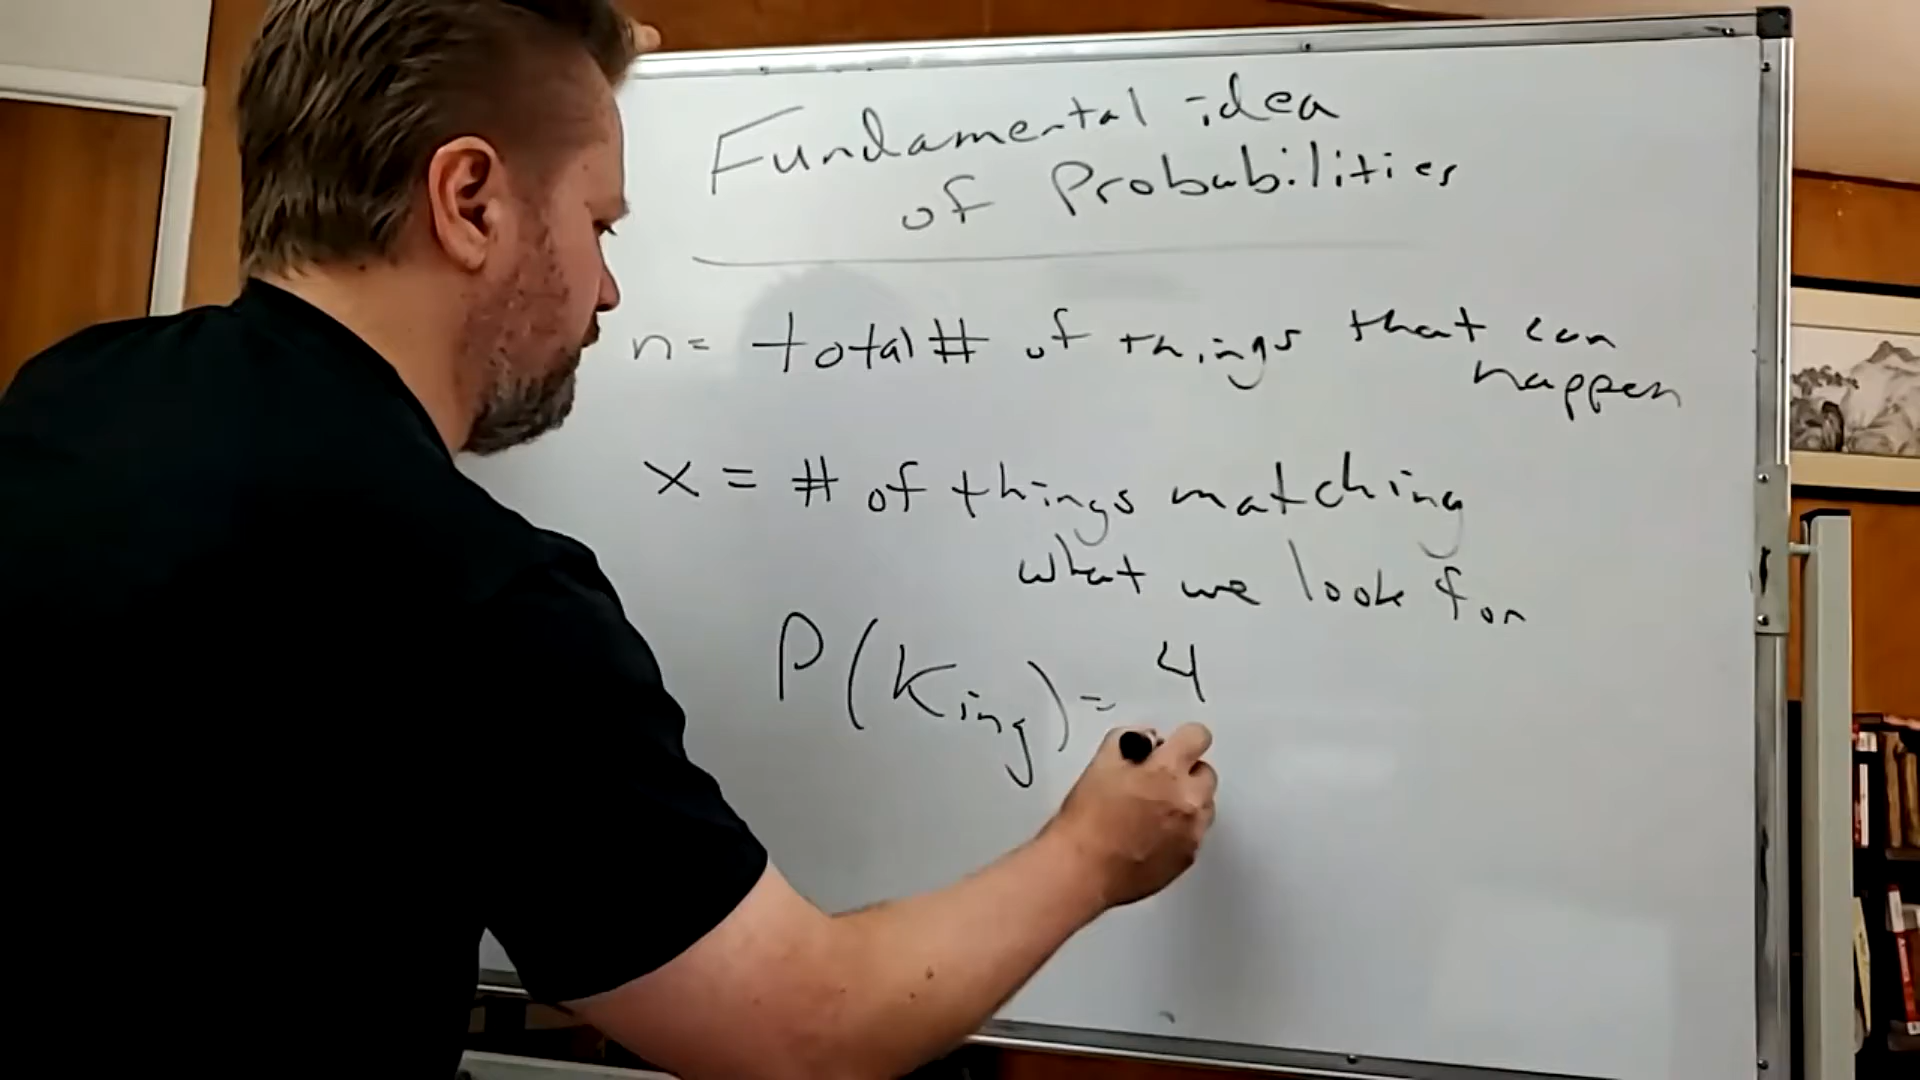 Fundamental idea
of Probabilities
n = total # of things that can
happen
x = # of things matching
what we look for
P(King) = 4